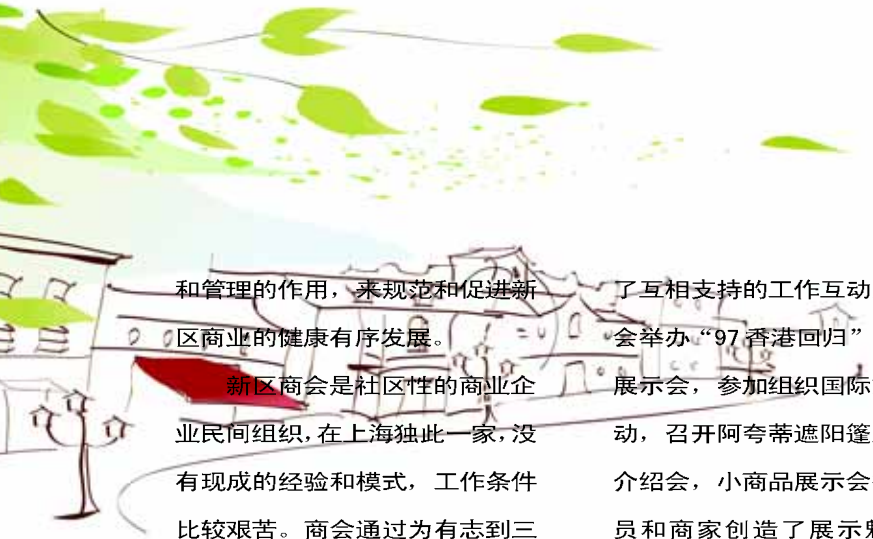 和管理的作用，来规范和促进新
区商业的健康有序发展。
新区商会是社区性的商业企
业民间组织，在上海独此一家，没
有现成的经验和模式，工作条件
比较艰苦。商会通过为有志到三
了互相支持的工作互动
会举办“97香港回归”
展示会，参加组织国际
动，召开阿夸蒂遮阳篷
介绍会，小商品展示会
员和商家创造了展示